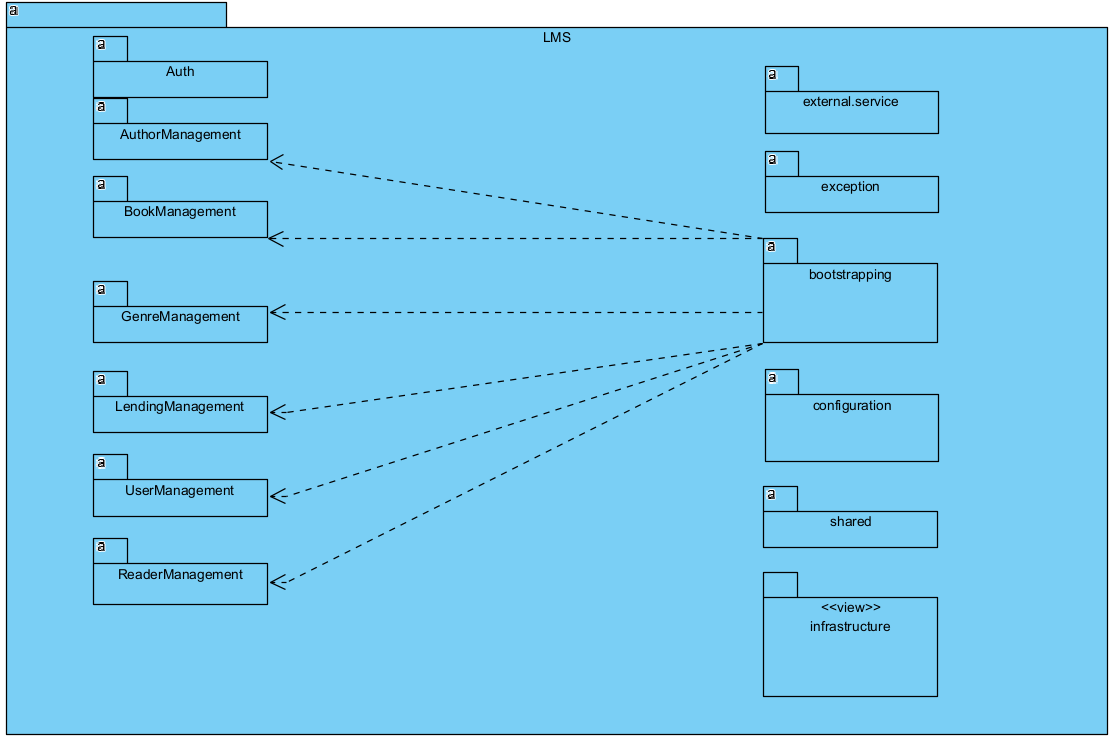 a
LMS
a
Auth
a
AuthorManagement
a
BookManagement
a
GenreManagement
a
LendingManagement
a
UserManagement
a
ReaderManagement
a
external.service
a
exception
a
bootstrapping
a
configuration
a
shared
<<view>>
infrastructure